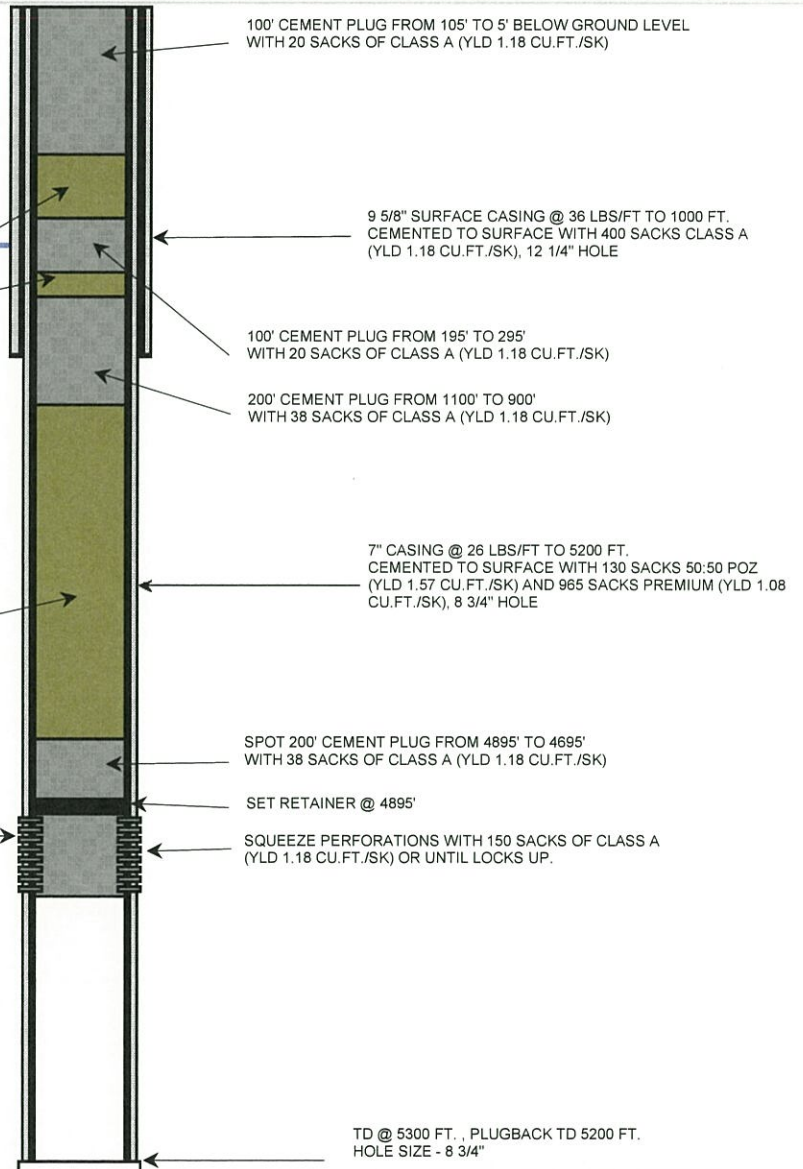 100' CEMENT PLUG FROM 105' TO 5' BELOW GROUND LEVEL
WITH 20 SACKS OF CLASS A (YLD 1.18 CU.FT./SK)
9 5/8" SURFACE CASING @ 36 LBS/FT TO 1000 FT.
CEMENTED TO SURFACE WITH 400 SACKS CLASS A
(YLD 1.18 CU.FT./SK), 12 1/4" HOLE
100' CEMENT PLUG FROM 195' TO 295'
WITH 20 SACKS OF CLASS A (YLD 1.18 CU.FT./SK)
200' CEMENT PLUG FROM 1100' TO 900'
WITH 38 SACKS OF CLASS A (YLD 1.18 CU.FT./SK)
7" CASING @ 26 LBS/FT TO 5200 FT.
CEMENTED TO SURFACE WITH 130 SACKS 50:50 POZ
(YLD 1.57 CU.FT./SK) AND 965 SACKS PREMIUM (YLD 1.08
CU.FT./SK), 8 3/4" HOLE
SPOT 200' CEMENT PLUG FROM 4895' TO 4695'
WITH 38 SACKS OF CLASS A (YLD 1.18 CU.FT./SK)
SET RETAINER @ 4895'
SQUEEZE PERFORATIONS WITH 150 SACKS OF CLASS A
(YLD 1.18 CU.FT./SK) OR UNTIL LOCKS UP.
TD @ 5300 FT. , PLUGBACK TD 5200 FT.
HOLE SIZE - 8 3/4"